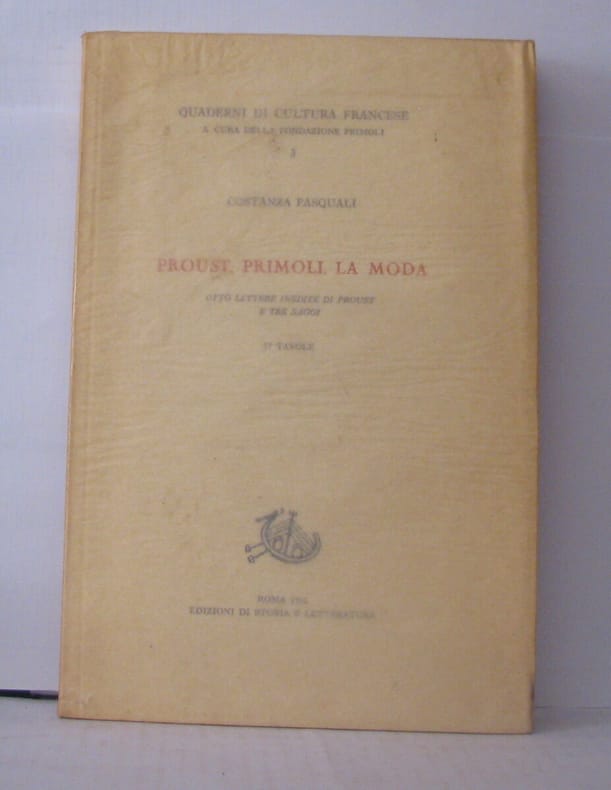 QUADERNI DI CULTURA FRANCESE
A CURA DELLA FONDAZIONE PRIMOLI
3
COSTANZA PASQUALI
PROUST, PRIMOLI, LA MODA
OTTO LETTERE INEDITE DI PROUST
E TRE SAGGI
TAVOLE
ROMA
EDIZIONI DI STORIA E LETTERATURA